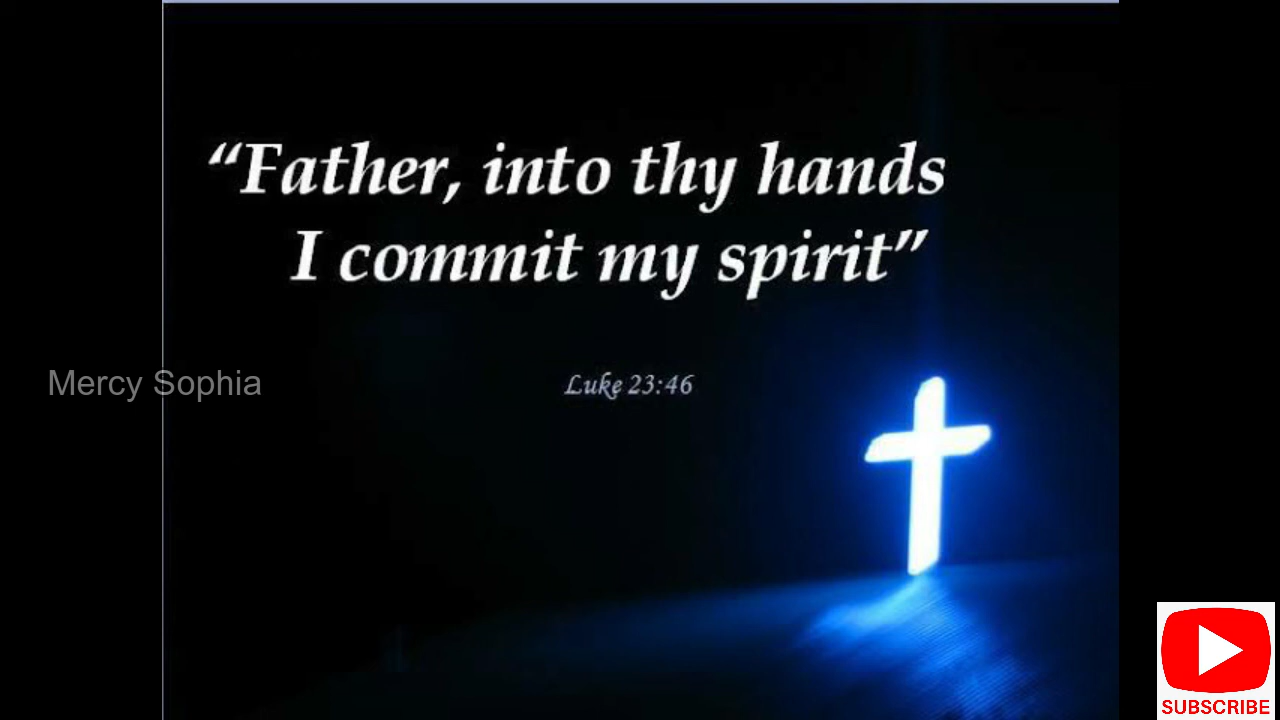 “Father, into thy hands
I commit my spirit”
Mercy Sophia
Luke 23:46
SUBSCRIBE